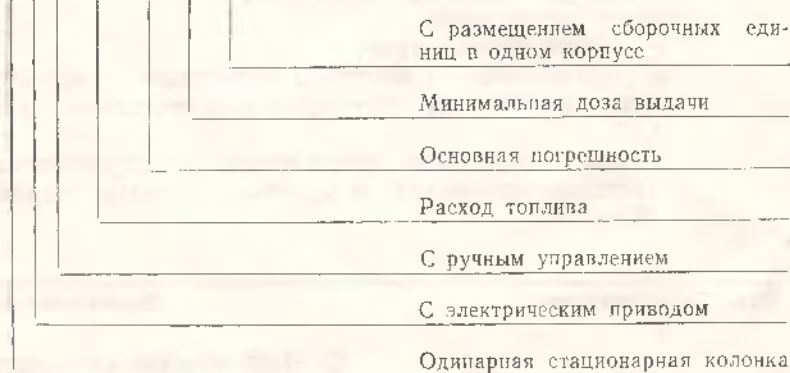 С размещением сборочных еди-
ниц в одном корпусе
Минимальная доза выдачи
Основная погрешность
Расход топлива
С ручным управлением
С электрическим приводом
Одинарная стационарная колонка